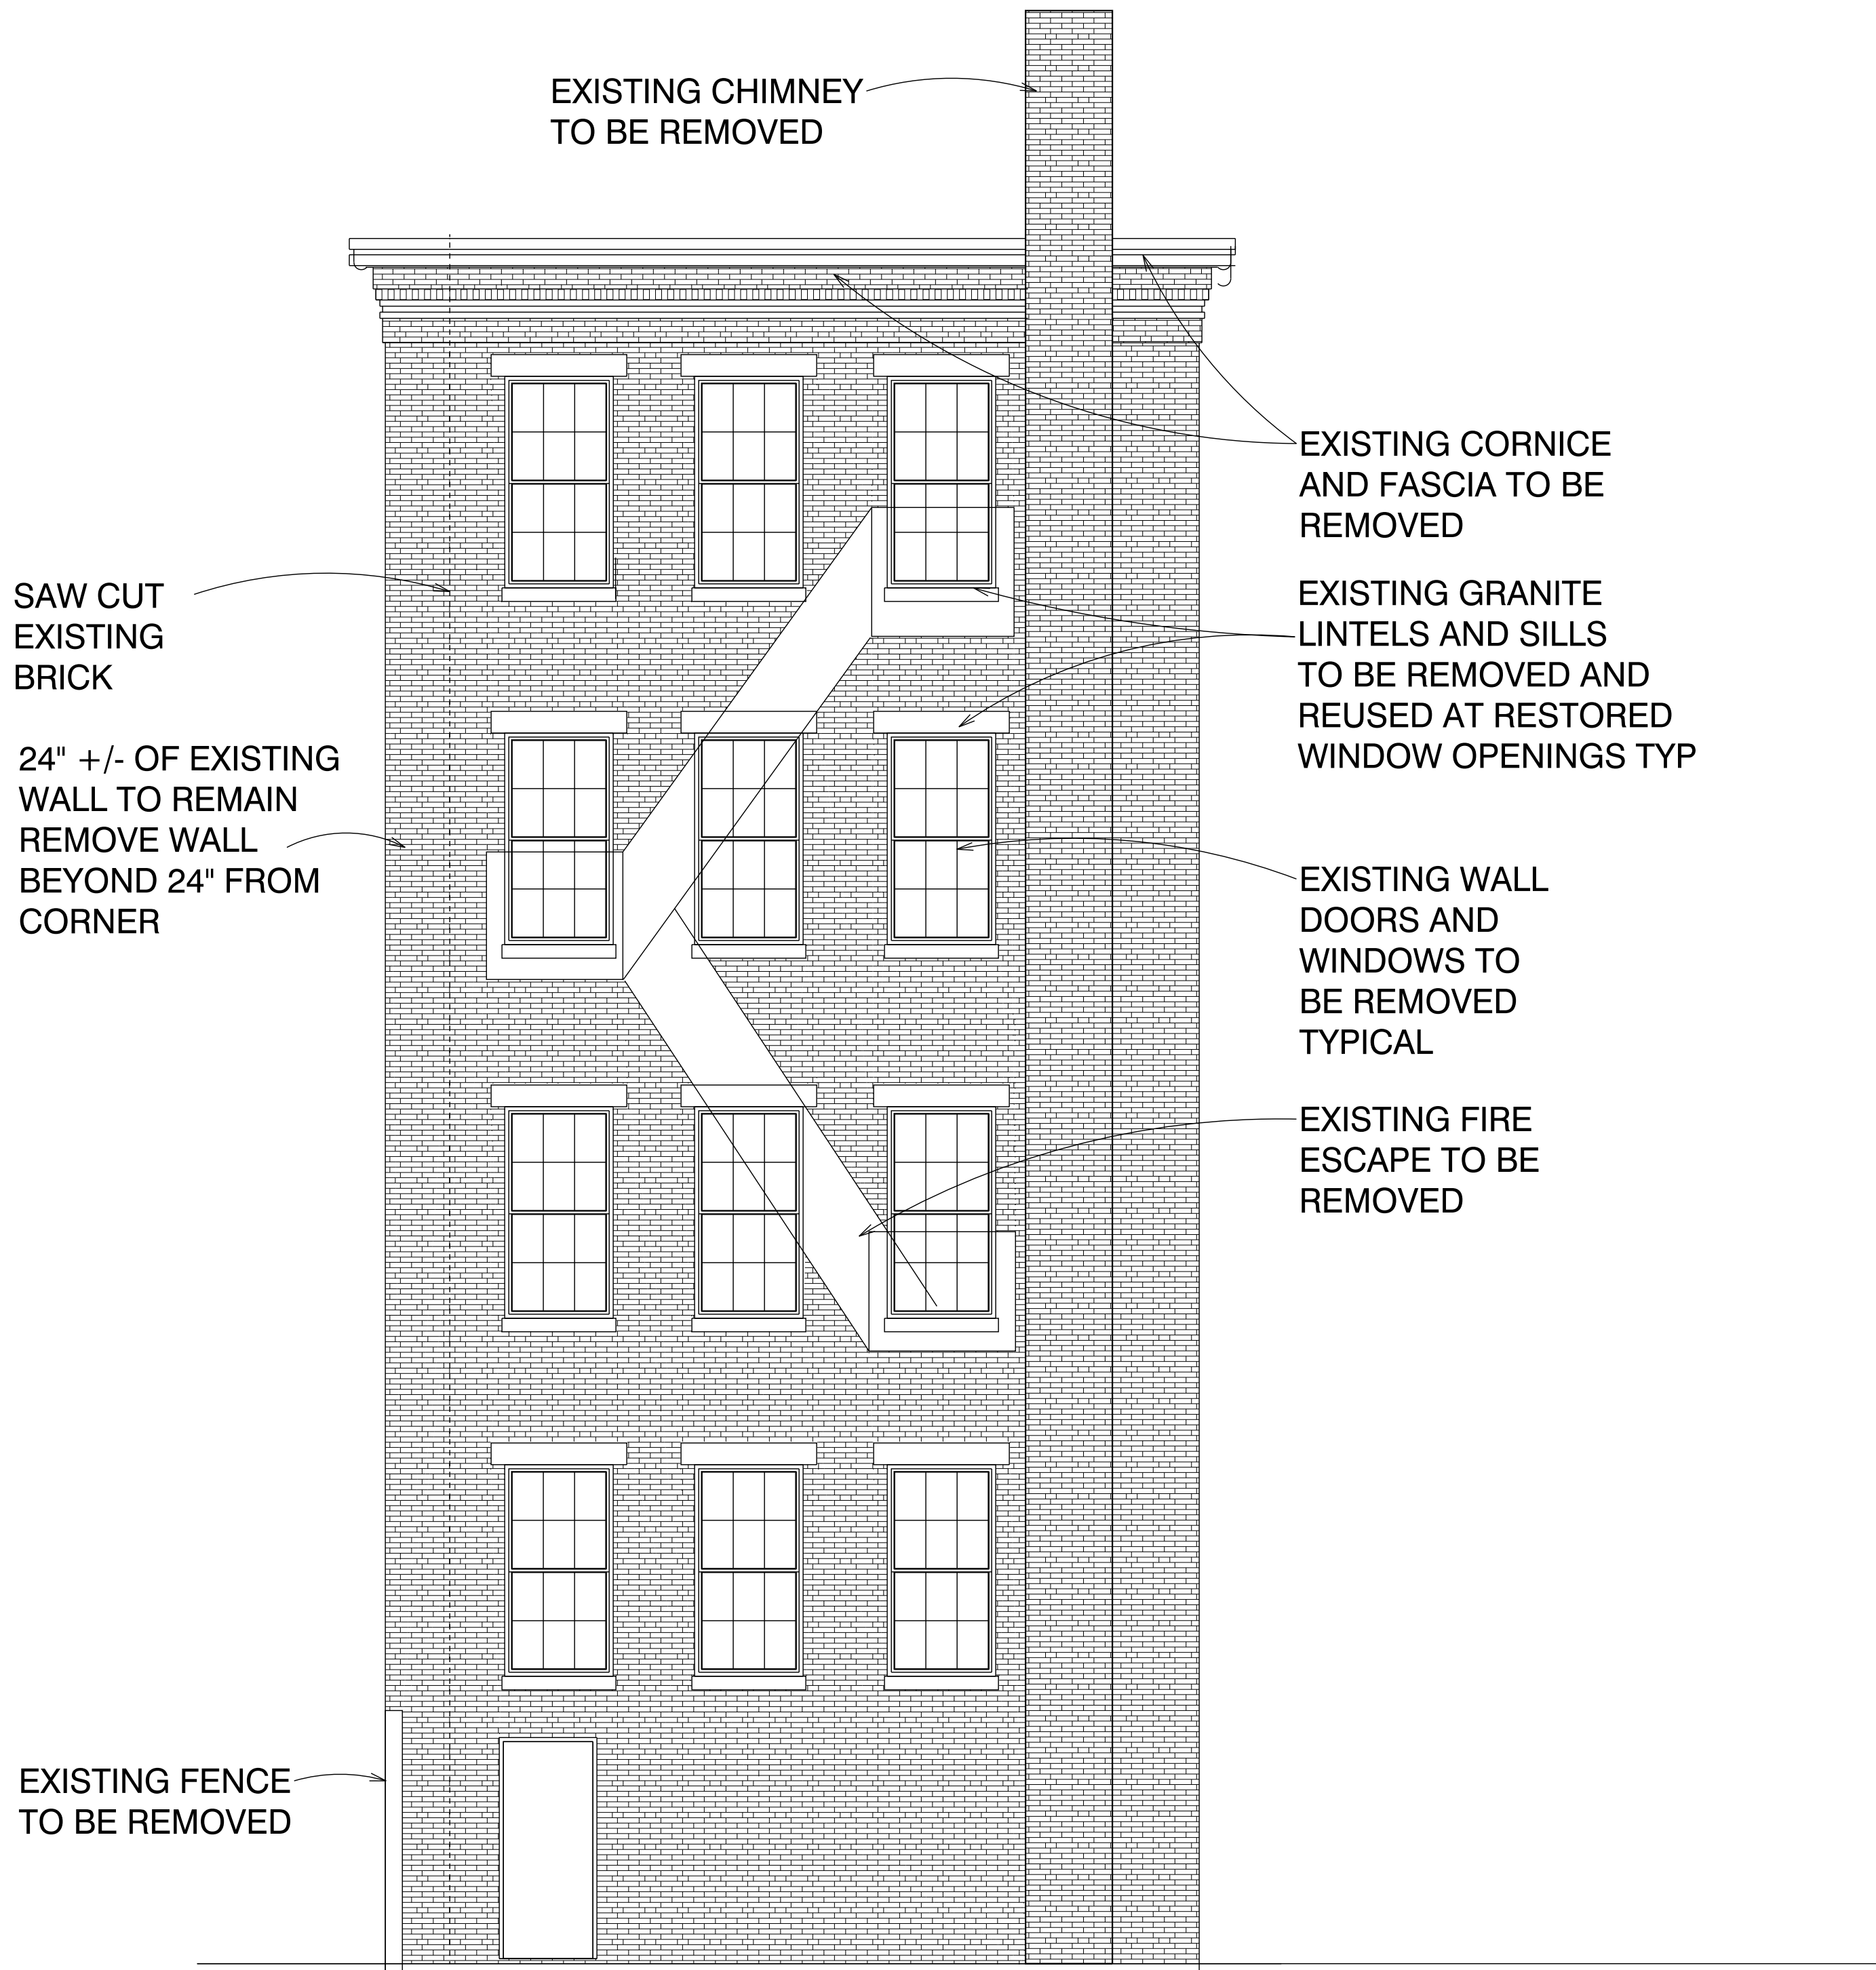 EXISTING CHIMNEY
TO BE REMOVED
EXISTING CORNICE
AND FASCIA TO BE
REMOVED
SAW CUT
EXISTING
BRICK
EXISTING GRANITE
LINTELS AND SILLS
TO BE REMOVED AND
REUSED AT RESTORED
WINDOW OPENINGS TYP
24" +/- OF EXISTING
WALL TO REMAIN
REMOVE WALL
BEYOND 24" FROM
CORNER
EXISTING WALL
DOORS AND
WINDOWS TO
BE REMOVED
TYPICAL
EXISTING FIRE
ESCAPE TO BE
REMOVED
EXISTING FENCE
TO BE REMOVED